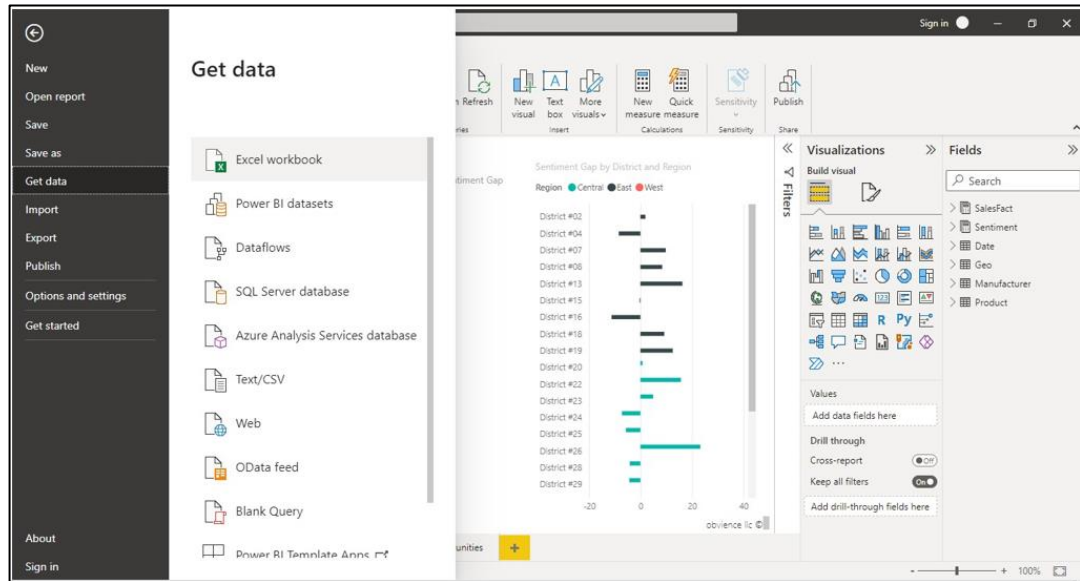 Sign in
New
Open report
Save
Save as
Get data
Import
Export
Publish
Options and settings
Get started
About
Sign in
Get data
Excel workbook
Power BI datasets
Dataflows
SQL Server database
Azure Analysis Services database
Text/CSV
Web
OData feed
Blank Query
Power BI Template Apps
Refresh
New visual
Text box
More visuals
Insert
New measure
Quick measure
Calculations
Sensitivity
Sensitivity
Publish
Share
Sentiment Gap by District and Region
Region Central East West
District #02
District #04
District #07
District #08
District #13
District #15
District #16
District #18
District #19
District #20
District #22
District #23
District #24
District #25
District #26
District #28
District #29
-20 0 20 40
obvience llc ©
Filters
Visualizations
Build visual
123
R Py
Values
Add data fields here
Drill through
Cross-report Off
Keep all filters On
Add drill-through fields here
Fields
Search
SalesFact
Sentiment
Date
Geo
Manufacturer
Product
- + 100%